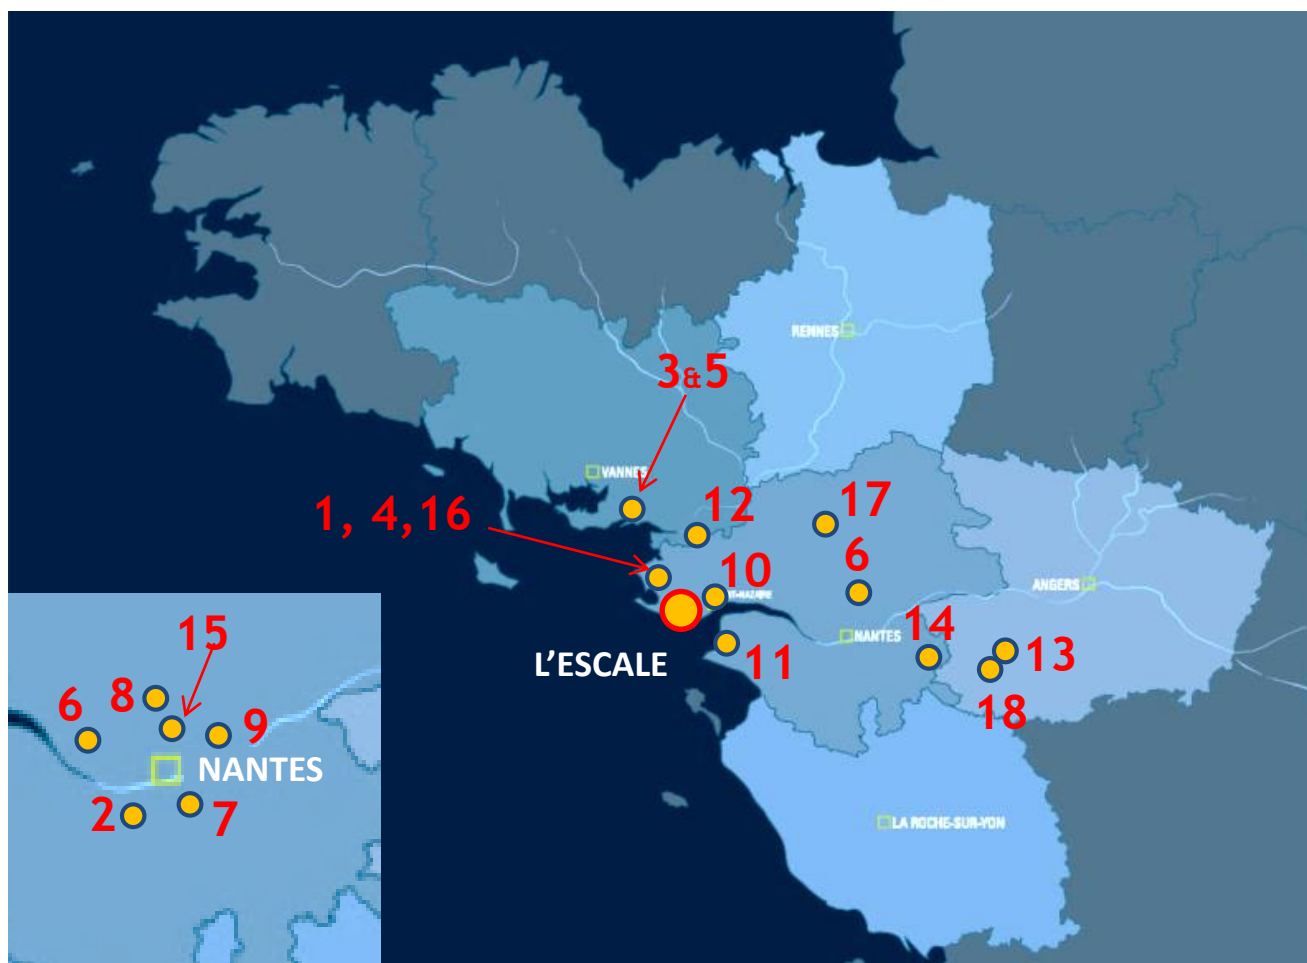 RENNES
3&5
VANNES
1, 4,16
12
17
6
10
ANGERS
NANTES
14
13
11
18
L'ESCALE
15
8
6
9
NANTES
2
7
LA ROCHE-SUR-YON